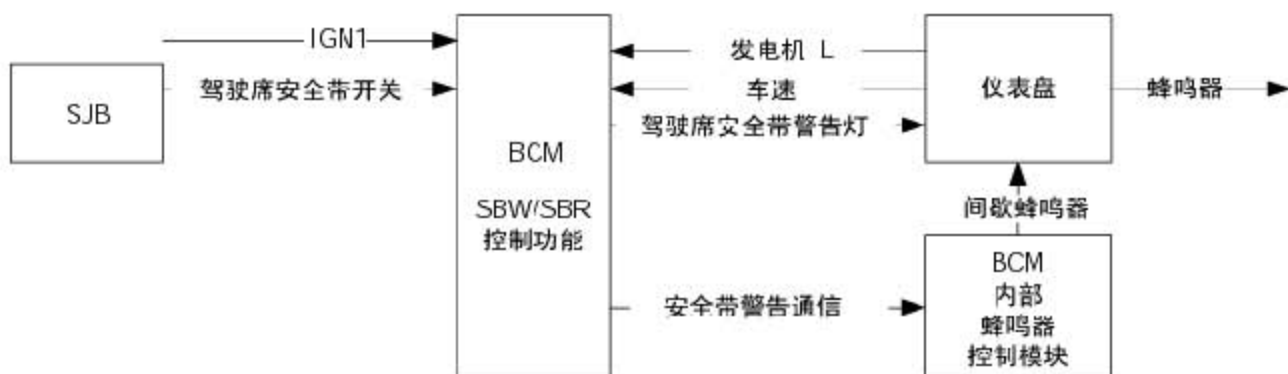 IGN1
驾驶席安全带开关
SJB
BCM
SBW/SBR
控制功能
发电机 L
车速
驾驶席安全带警告灯
安全带警告通信
仪表盘
蜂鸣器
间歇蜂鸣器
BCM
内部
蜂鸣器
控制模块